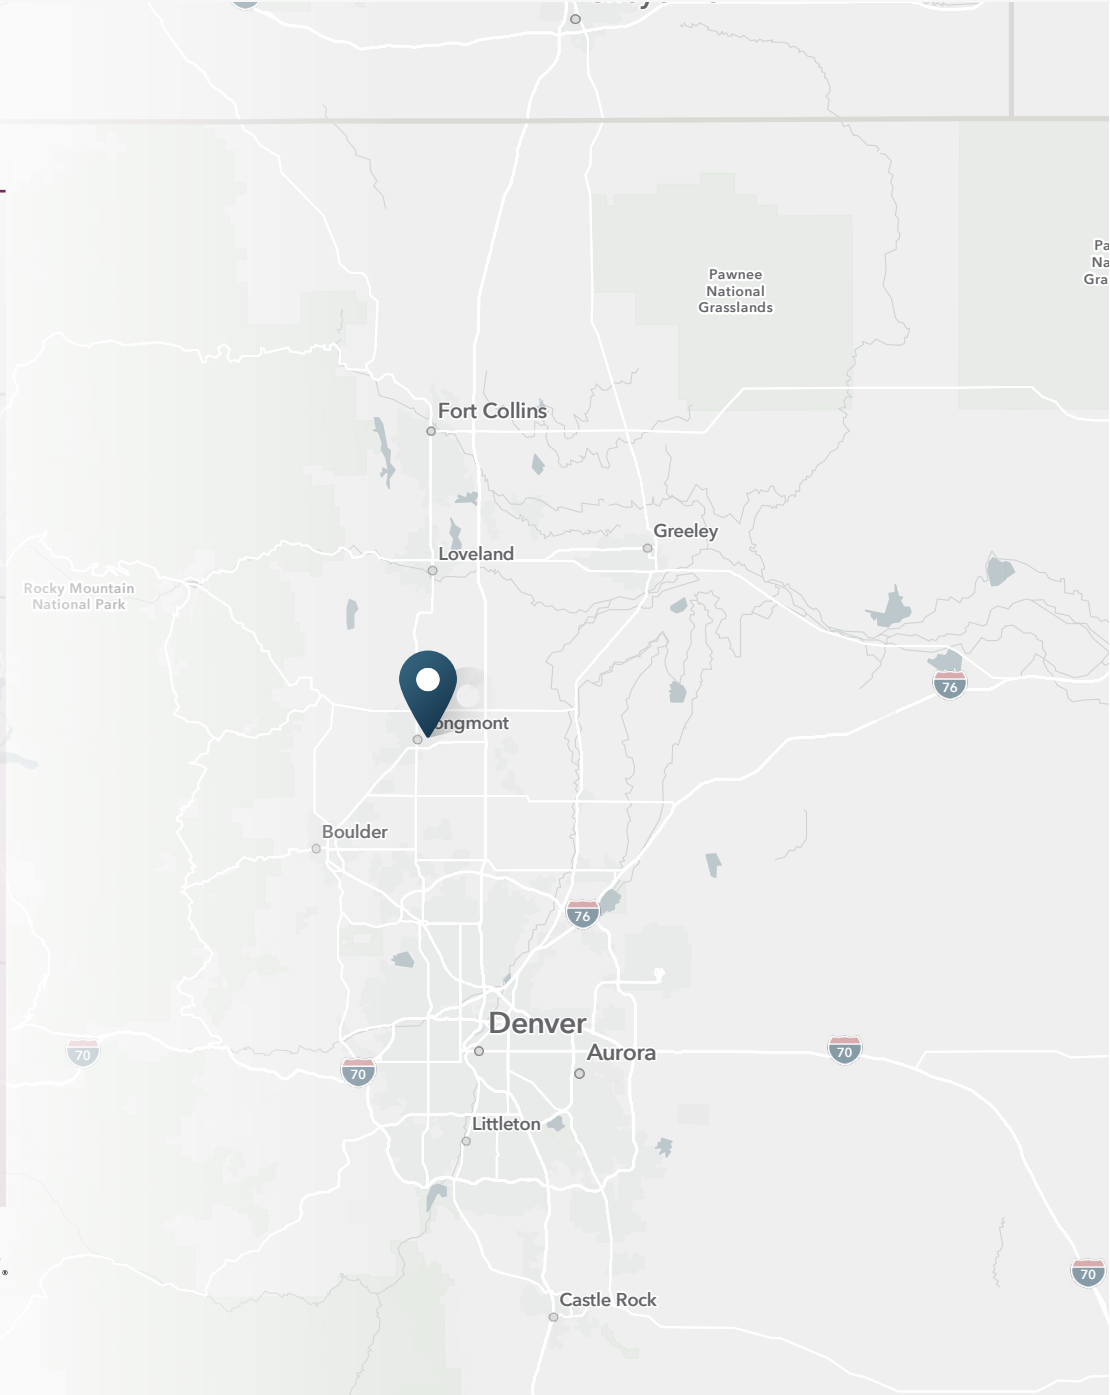 Pawnee
National
Grasslands
Fort Collins
Greeley
Loveland
Rocky Mountain
National Park
76
Boulder
76
Denver
Aurora
70
70
70
Littleton
70
Castle Rock
®